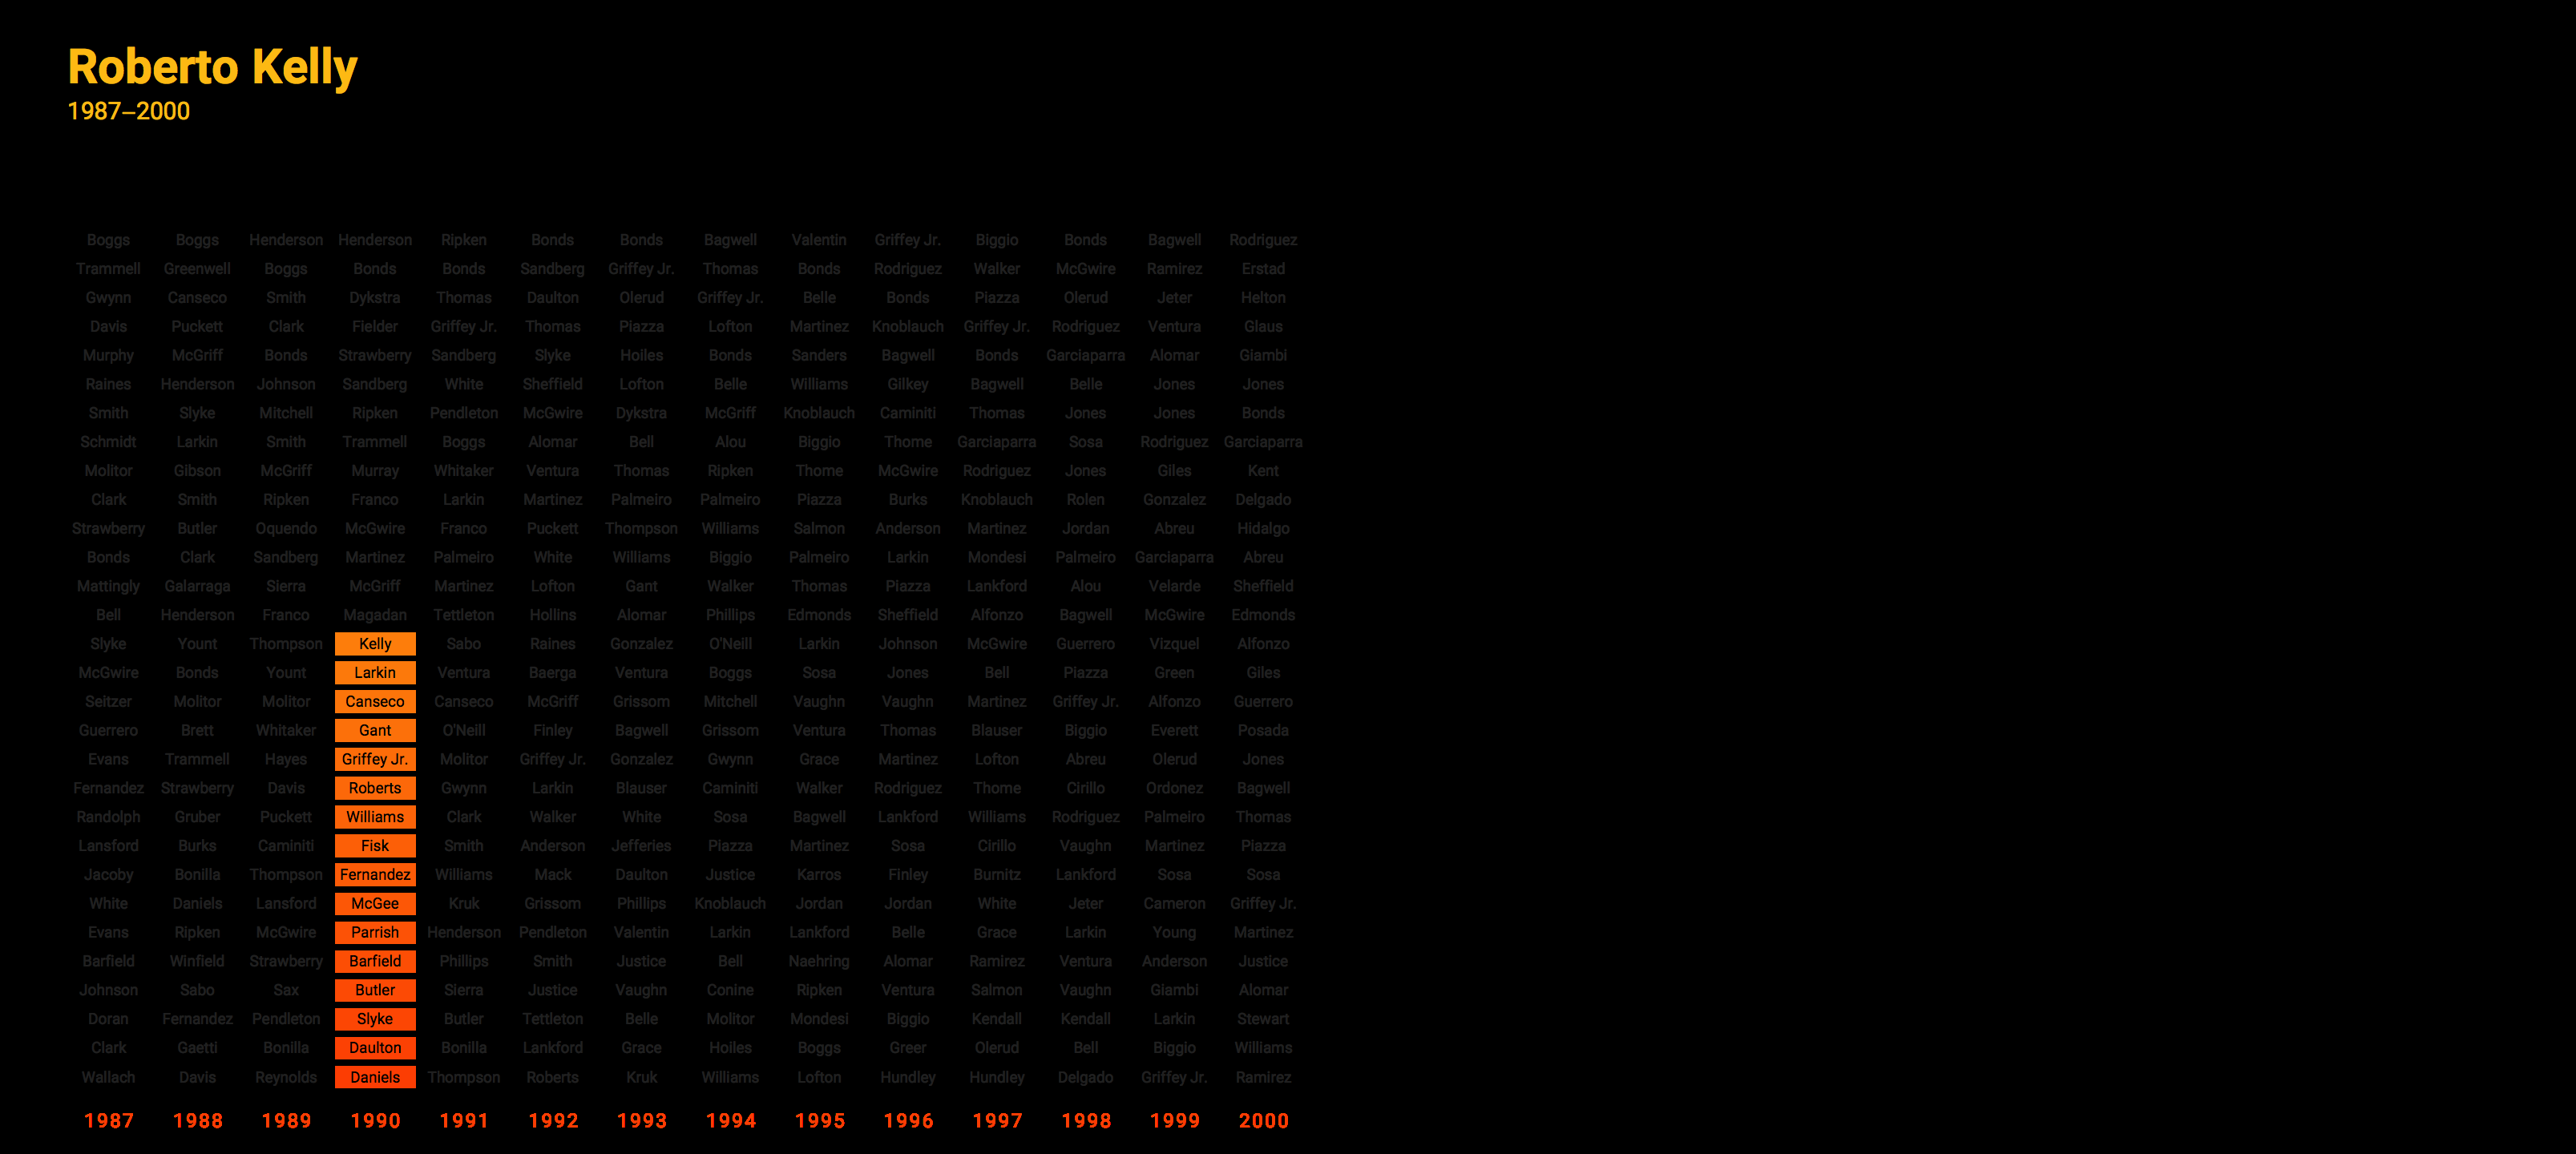 Roberto Kelly
1987–2000
Boggs Boggs Henderson Henderson Ripken Bonds Bonds Bagwell Valentin Griffey Jr. Biggio Bonds Bagwell Rodriguez
Trammell Greenwell Boggs Bonds Bonds Sandberg Griffey Jr. Thomas Bonds Rodriguez Walker McGwire Ramirez Erstad
Gwynn Canseco Smith Dykstra Thomas Daulton Olerud Griffey Jr. Belle Bonds Piazza Olerud Jeter Helton
Davis Puckett Clark Fielder Griffey Jr. Thomas Piazza Lofton Martinez Knoblauch Griffey Jr. Rodriguez Ventura Glaus
Murphy McGriff Bonds Strawberry Sandberg Slyke Hoiles Bonds Sanders Bagwell Bonds Garciaparra Alomar Giambi
Raines Henderson Johnson Sandberg White Sheffield Lofton Belle Williams Gilkey Bagwell Belle Jones Jones
Smith Slyke Mitchell Ripken Pendleton McGwire Dykstra McGriff Knoblauch Caminiti Thomas Jones Jones Bonds
Schmidt Larkin Smith Trammell Boggs Alomar Bell Alou Biggio Thome Garciaparra Sosa Rodriguez Garciaparra
Molitor Gibson McGriff Murray Whitaker Ventura Thomas Ripken Thome McGwire Rodriguez Jones Giles Kent
Clark Smith Ripken Franco Larkin Martinez Palmeiro Palmeiro Piazza Burks Knoblauch Rolen Gonzalez Delgado
Strawberry Butler Oquendo McGwire Franco Puckett Thompson Williams Salmon Anderson Martinez Jordan Abreu Hidalgo
Bonds Clark Sandberg Martinez Palmeiro White Williams Biggio Palmeiro Larkin Mondesi Palmeiro Garciaparra Abreu
Mattingly Galarraga Sierra McGriff Martinez Lofton Gant Walker Thomas Piazza Lankford Alou Velarde Sheffield
Bell Henderson Franco Magadan Tettleton Hollins Alomar Phillips Edmonds Sheffield Alfonzo Bagwell McGwire Edmonds
Slyke Yount Thompson Kelly Sabo Raines Gonzalez O'Neill Larkin Johnson McGwire Guerrero Vizquel Alfonzo
McGwire Bonds Yount Larkin Ventura Baerga Ventura Boggs Sosa Jones Bell Piazza Green Giles
Seitzer Molitor Molitor Canseco Canseco McGriff Grissom Mitchell Vaughn Vaughn Martinez Griffey Jr. Alfonzo Guerrero
Guerrero Brett Whitaker Gant O'Neill Finley Bagwell Grissom Ventura Thomas Blauser Biggio Everett Posada
Evans Trammell Hayes Griffey Jr. Molitor Griffey Jr. Gonzalez Gwynn Grace Martinez Lofton Abreu Olerud Jones
Fernandez Strawberry Davis Roberts Gwynn Larkin Blauser Caminiti Walker Rodriguez Thome Cirillo Ordonez Bagwell
Randolph Gruber Puckett Williams Clark Walker White Sosa Bagwell Lankford Williams Rodriguez Palmeiro Thomas
Lansford Burks Caminiti Fisk Smith Anderson Jefferies Piazza Martinez Sosa Cirillo Vaughn Martinez Piazza
Jacoby Bonilla Thompson Fernandez Williams Mack Daulton Justice Karros Finley Burnitz Lankford Sosa Sosa
White Daniels Lansford McGee Kruk Grissom Phillips Knoblauch Jordan Jordan White Jeter Cameron Griffey Jr.
Evans Ripken McGwire Parrish Henderson Pendleton Valentin Larkin Lankford Belle Grace Larkin Young Martinez
Barfield Winfield Strawberry Barfield Phillips Smith Justice Bell Naehring Alomar Ramirez Ventura Anderson Justice
Johnson Sabo Sax Butler Sierra Justice Vaughn Conine Ripken Ventura Salmon Vaughn Giambi Alomar
Doran Fernandez Pendleton Slyke Butler Tettleton Belle Molitor Mondesi Biggio Kendall Kendall Larkin Stewart
Clark Gaetti Bonilla Daulton Bonilla Lankford Grace Hoiles Boggs Greer Olerud Bell Biggio Williams
Wallach Davis Reynolds Daniels Thompson Roberts Kruk Williams Lofton Hundley Hundley Delgado Griffey Jr. Ramirez
1987 1988 1989 1990 1991 1992 1993 1994 1995 1996 1997 1998 1999 2000